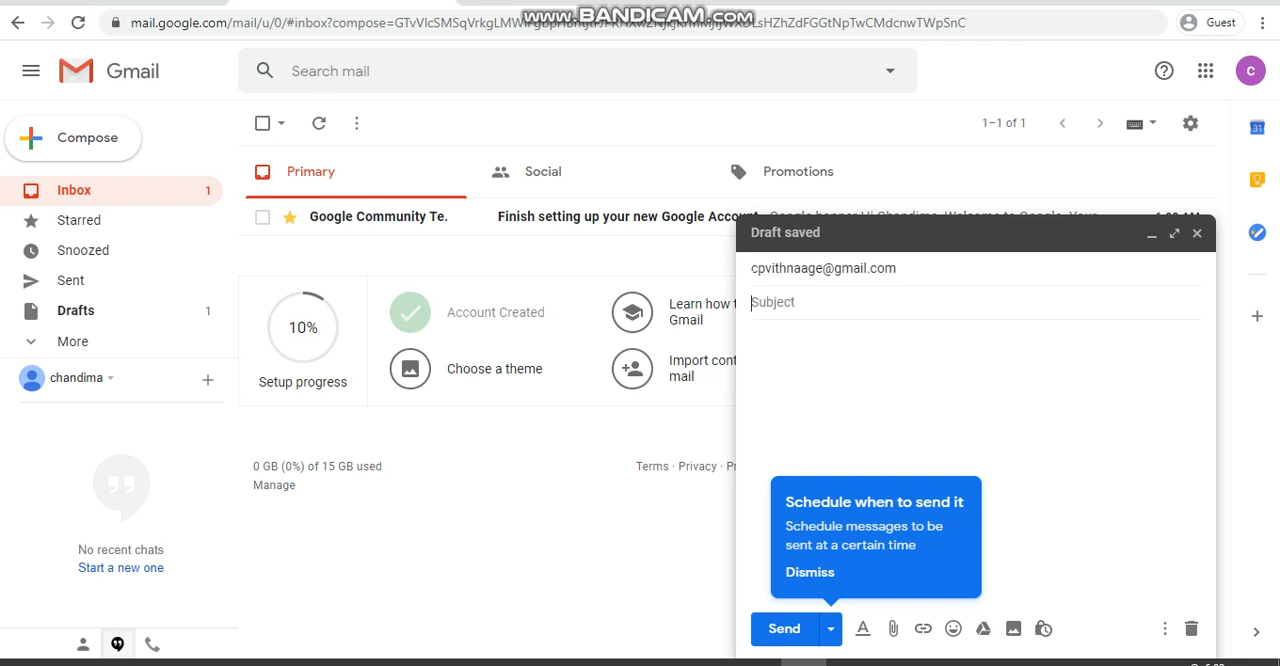 www.BANDICAM.com
mail.google.com/mail/u/0/#inbox?compose=
Guest
Gmail
Search mail
C
Compose
1–1 of 1
31
Inbox 1
Primary
Social
Promotions
Starred
Google Community Te.
Finish setting up your new Google Account
Snoozed
Draft saved
Sent
cpvithnaage@gmail.com
Drafts 1
Subject
More
10%
Setup progress
Account Created
Learn how t
Gmail
Choose a theme
Import cont
mail
chandima
0 GB (0%) of 15 GB used
Manage
Terms · Privacy · Pr
No recent chats
Start a new one
Schedule when to send it
Schedule messages to be
sent at a certain time
Dismiss
Send